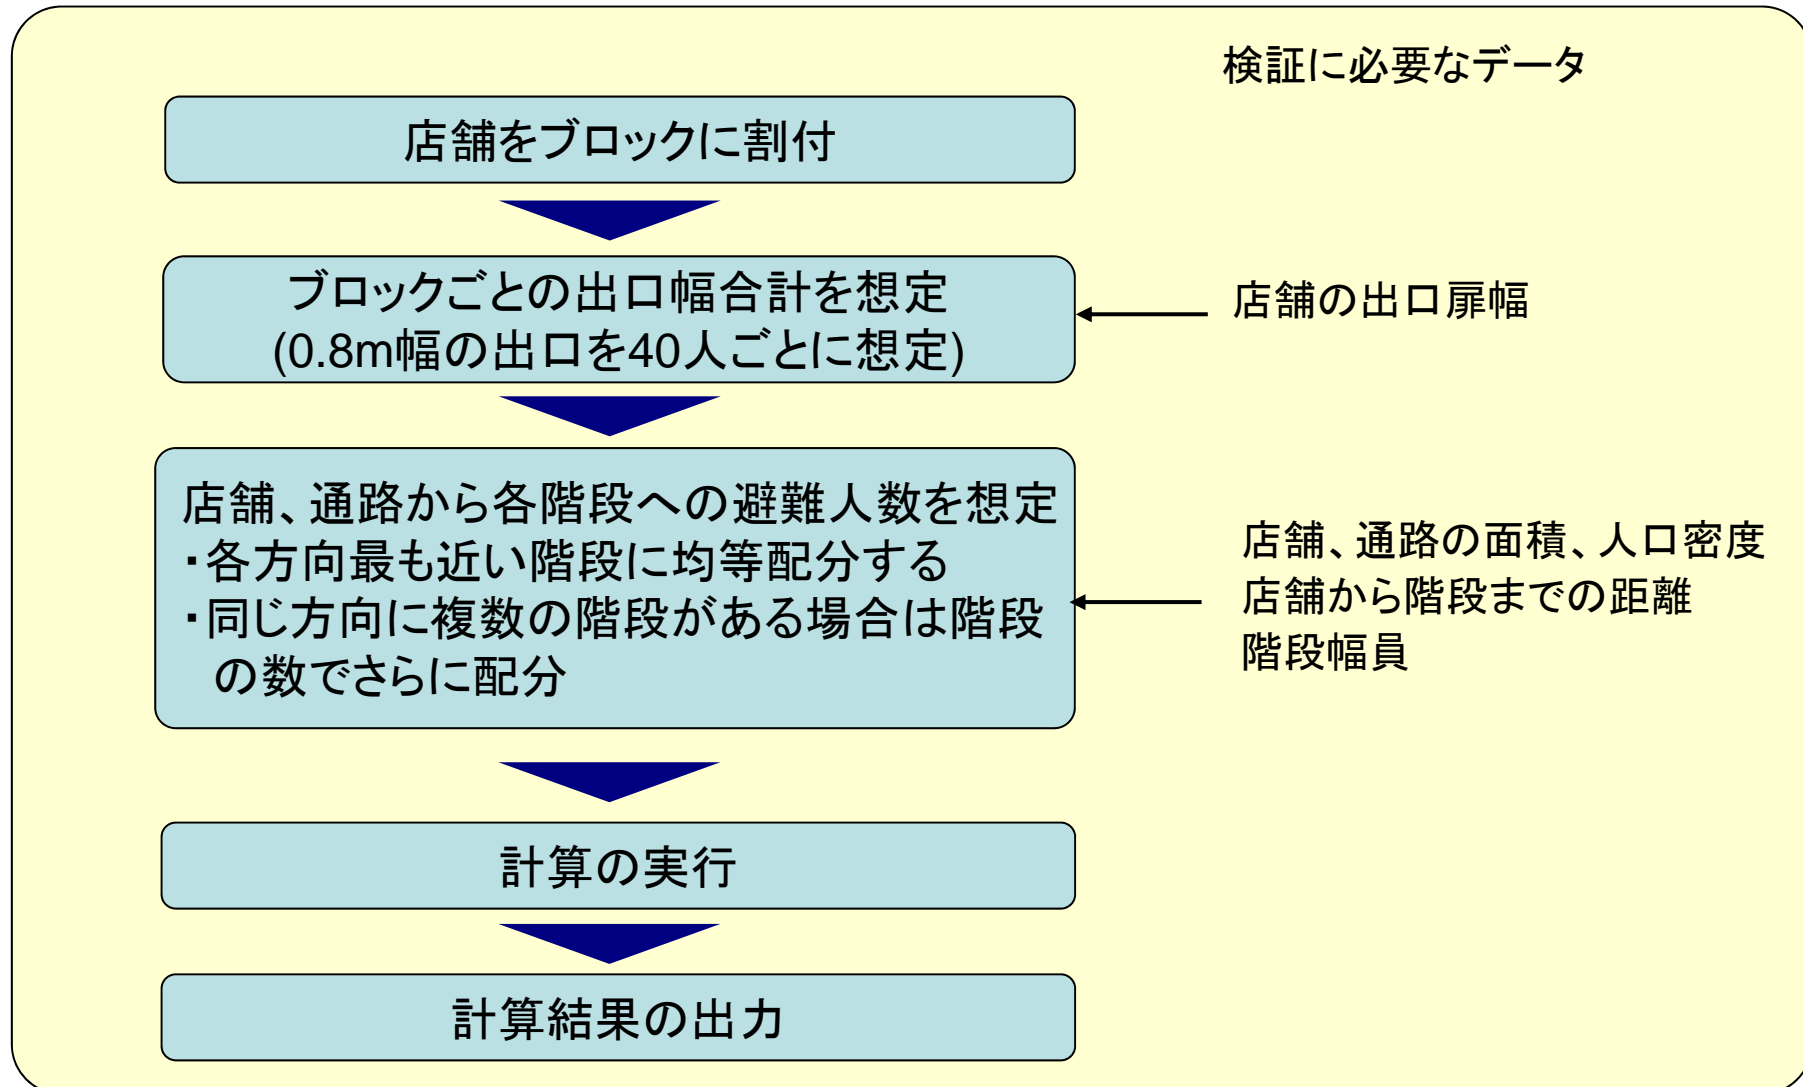 検証に必要なデータ
店舗をブロックに割付
ブロックごとの出口幅合計を想定
(0.8m幅の出口を40人ごとに想定)
店舗の出口扉幅
店舗、通路から各階段への避難人数を想定
・各方向最も近い階段に均等配分する
・同じ方向に複数の階段がある場合は階段
の数でさらに配分
店舗、通路の面積、人口密度
店舗から階段までの距離
階段幅員
計算の実行
計算結果の出力